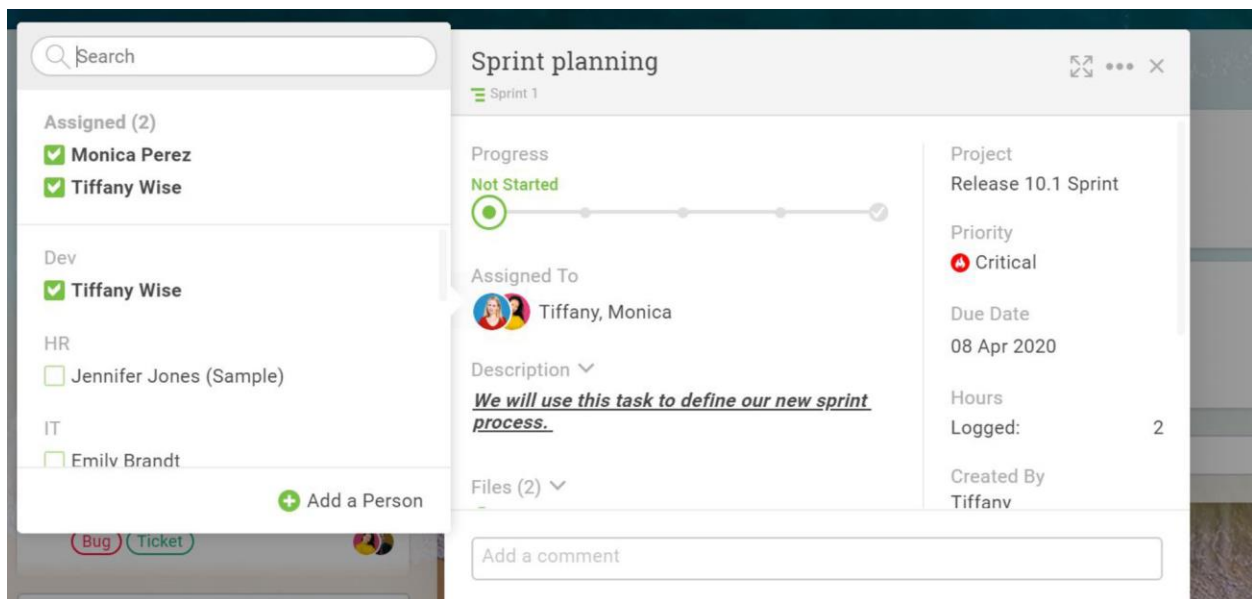 Search
Assigned (2)
Monica Perez
Tiffany Wise
Dev
Tiffany Wise
HR
Jennifer Jones (Sample)
IT
Emily Brandt
Add a Person
Bug
Ticket
Sprint planning
Sprint 1
Progress
Not Started
Assigned To
Tiffany, Monica
Description
We will use this task to define our new sprint
process.
Files (2)
Add a comment
Project
Release 10.1 Sprint
Priority
Critical
Due Date
08 Apr 2020
Hours
Logged: 2
Created By
Tiffany